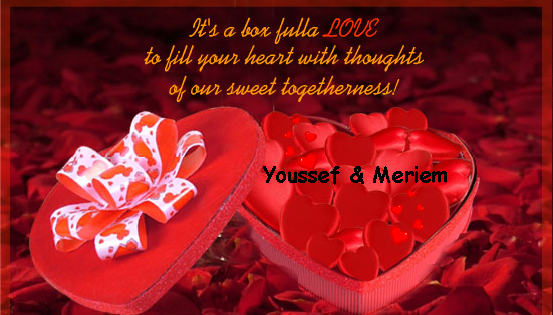 It's a box fulla LOVE
to fill your heart with thoughts
of our sweet togetherness!
Youssef & Meriem